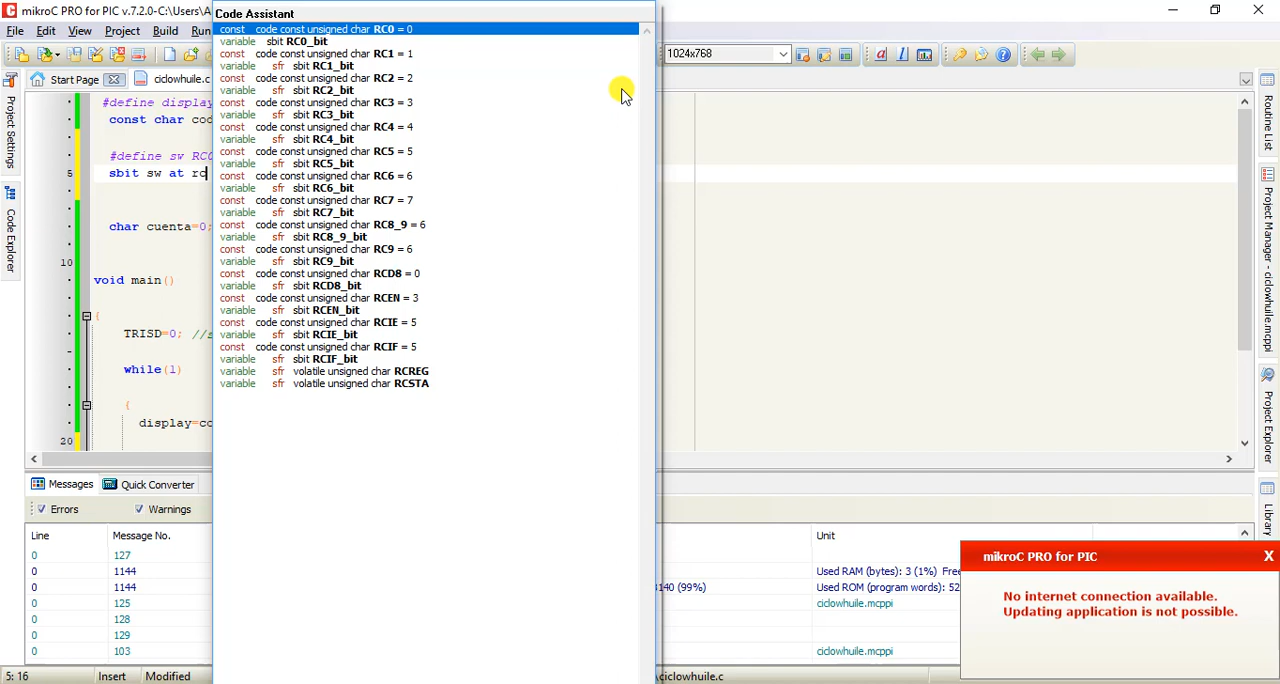 mikroC PRO for PIC v.7.2.0-C:\Users\A
File Edit View Project Build Run
1024x768
Start Page ciclowhuile.c
Code Assistant
const code const unsigned char RC0 = 0
variable sbit RC0_bit
const code const unsigned char RC1 = 1
variable sfr sbit RC1_bit
const code const unsigned char RC2 = 2
variable sfr sbit RC2_bit
const code const unsigned char RC3 = 3
variable sfr sbit RC3_bit
const code const unsigned char RC4 = 4
variable sfr sbit RC4_bit
const code const unsigned char RC5 = 5
variable sfr sbit RC5_bit
const code const unsigned char RC6 = 6
variable sfr sbit RC6_bit
const code const unsigned char RC7 = 7
variable sfr sbit RC7_bit
const code const unsigned char RC8_9 = 6
variable sfr sbit RC8_9_bit
const code const unsigned char RC9 = 6
variable sfr sbit RC9_bit
const code const unsigned char RCD8 = 0
variable sfr sbit RCD8_bit
const code const unsigned char RCEN = 3
variable sfr sbit RCEN_bit
const code const unsigned char RCIE = 5
variable sfr sbit RCIE_bit
const code const unsigned char RCIF = 5
variable sfr sbit RCIF_bit
variable sfr volatile unsigned char RCREG
variable sfr volatile unsigned char RCSTA
Project Settings
Code Explorer
#define display
const char cod
#define sw RC0
5 sbit sw at rc
char cuenta=0;
10
void main()
{
TRISD=0; //s
while(1)
{
display=co
20
Routine List
Project Manager - ciclowhuile.mcppi
Project Explorer
Library
Messages Quick Converter
Errors Warnings
Line Message No. Unit
0 127
0 1144 Used RAM (bytes): 3 (1%) Free
0 1144 3140 (99%) Used ROM (program words): 52
0 125 ciclowhuile.mcppi
0 128
0 129
0 103 ciclowhuile.mcppi
mikroC PRO for PIC X
No internet connection available.
Updating application is not possible.
5: 16 Insert Modified \ciclowhuile.c